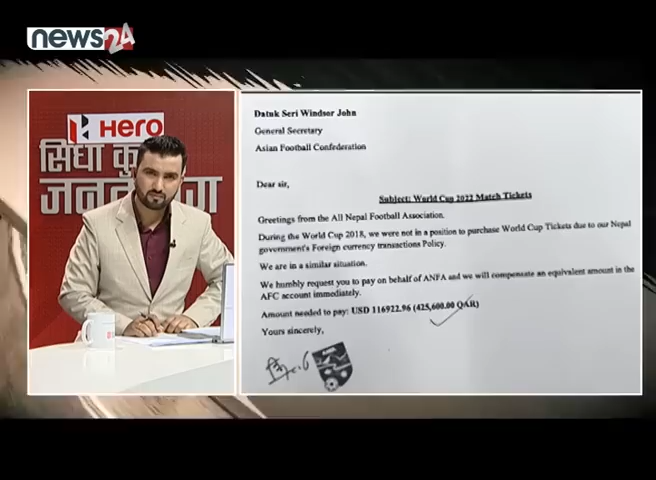 news24
HERO
सिधा कु
जनता
Datuk Seri Windsor John
General Secretary
Asian Football Confederation
Dear sir,
Subject: World Cup 2022 Match Tickets
Greetings from the All Nepal Football Association.
During the World Cup 2018, we were not in a position to purchase World Cup Tickets due to our Nepal
government's Foreign currency transactions Policy.
We are in a similar situation.
We humbly request you to pay on behalf of ANFA and we will compensate an equivalent amount in the
AFC account immediately.
Amount needed to pay: USD 116922.96 (425,600.00 QAR)
Yours sincerely,